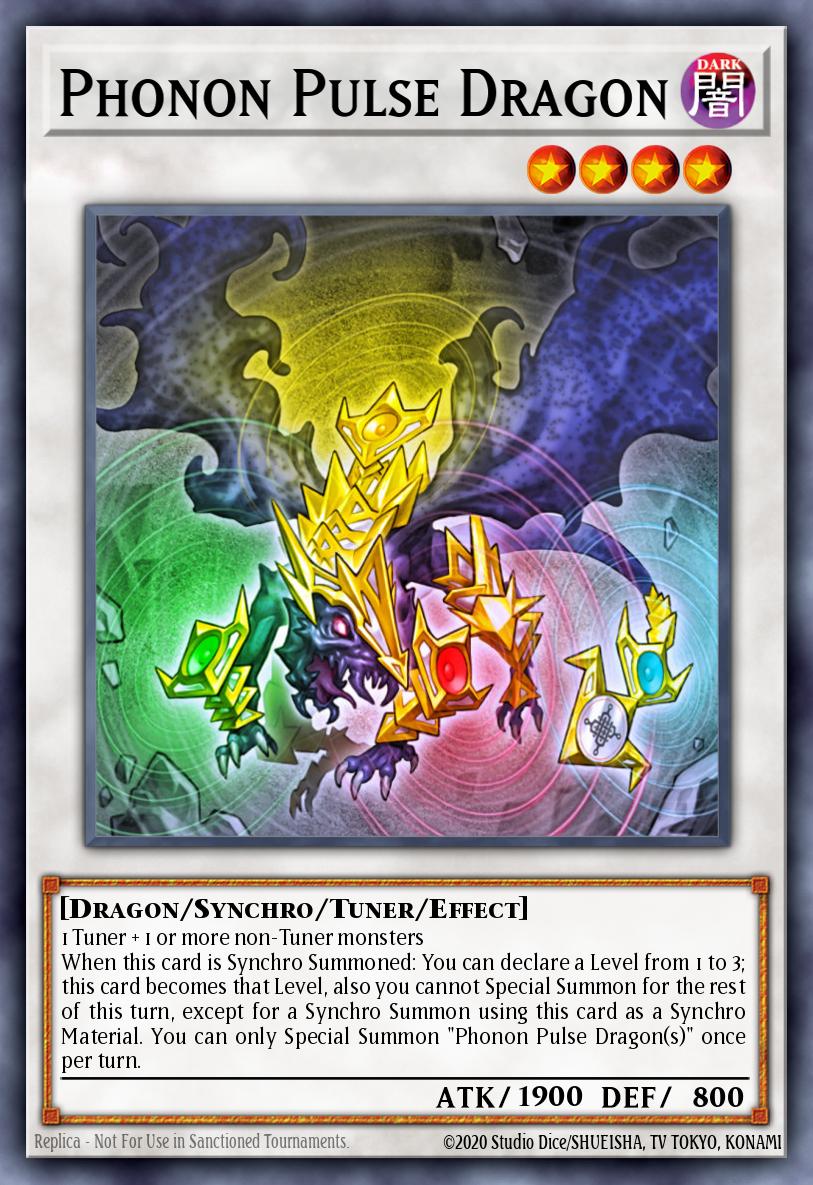 Phonon Pulse Dragon
DARK
闇
[Dragon/Synchro/Tuner/Effect]
1 Tuner + 1 or more non-Tuner monsters
When this card is Synchro Summoned: You can declare a Level from 1 to 3;
this card becomes that Level, also you cannot Special Summon for the rest
of this turn, except for a Synchro Summon using this card as a Synchro
Material. You can only Special Summon "Phonon Pulse Dragon(s)" once
per turn.
ATK/ 1900 DEF/ 800
Replica - Not For Use in Sanctioned Tournaments.
©2020 Studio Dice/SHUEISHA, TV TOKYO, KONAMI